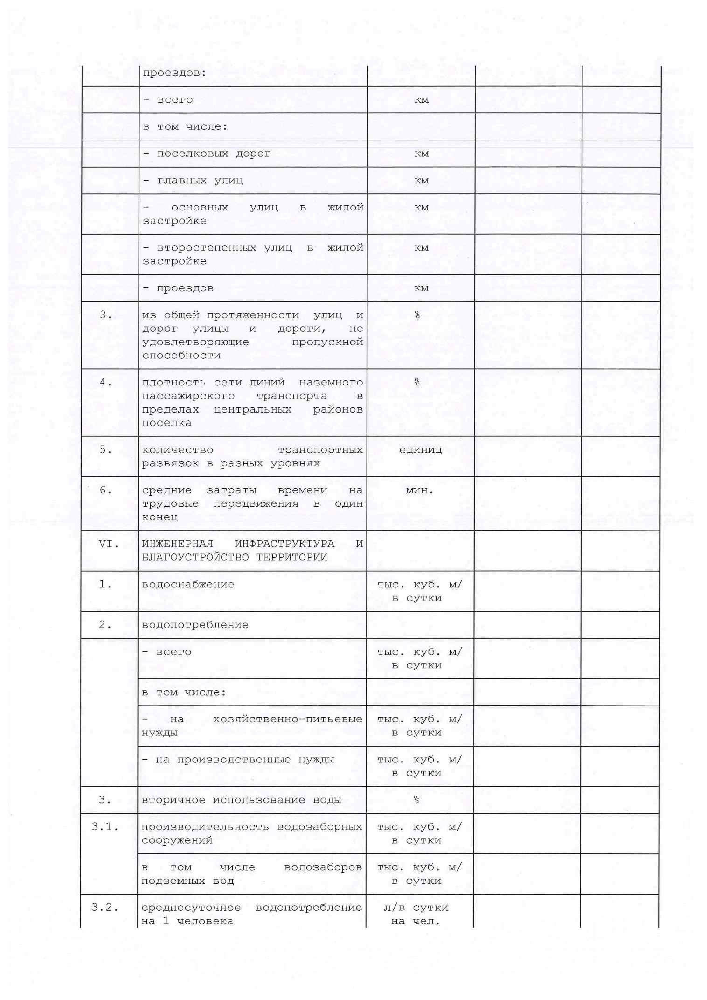 проездов:
- всего км
в том числе:
- поселковых дорог км
- главных улиц км
- основных улиц в жилой км
застройке
- второстепенных улиц в жилой км
застройке
- проездов км
3. из общей протяженности улиц и %
дорог улицы и дороги, не
удовлетворяющие пропускной
способности
4. плотность сети линий наземного %
пассажирского транспорта в
пределах центральных районов
поселка
5. количество транспортных единиц
развязок в разных уровнях
6. средние затраты времени на мин.
трудовые передвижения в один
конец
VI. ИНЖЕНЕРНАЯ ИНФРАСТРУКТУРА И
БЛАГОУСТРОЙСТВО ТЕРРИТОРИИ
1. водоснабжение тыс. куб. м/
в сутки
2. водопотребление
- всего тыс. куб. м/
в сутки
в том числе:
- на хозяйственно-питьевые тыс. куб. м/
нужды в сутки
- на производственные нужды тыс. куб. м/
в сутки
3. вторичное использование воды %
3.1. производительность водозаборных тыс. куб. м/
сооружений в сутки
в том числе водозаборов тыс. куб. м/
подземных вод в сутки
3.2. среднесуточное водопотребление л/в сутки
на 1 человека на чел.